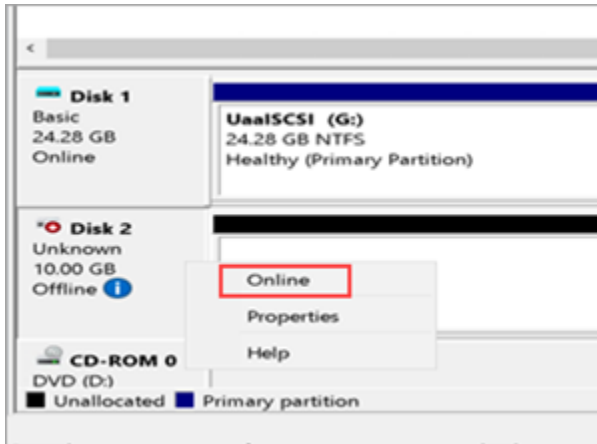 Disk 1
Basic
24.28 GB
Online
UaaISCSI (G:)
24.28 GB NTFS
Healthy (Primary Partition)
Disk 2
Unknown
10.00 GB
Offline
Online
Properties
Help
CD-ROM 0
DVD (D:)
Unallocated Primary partition